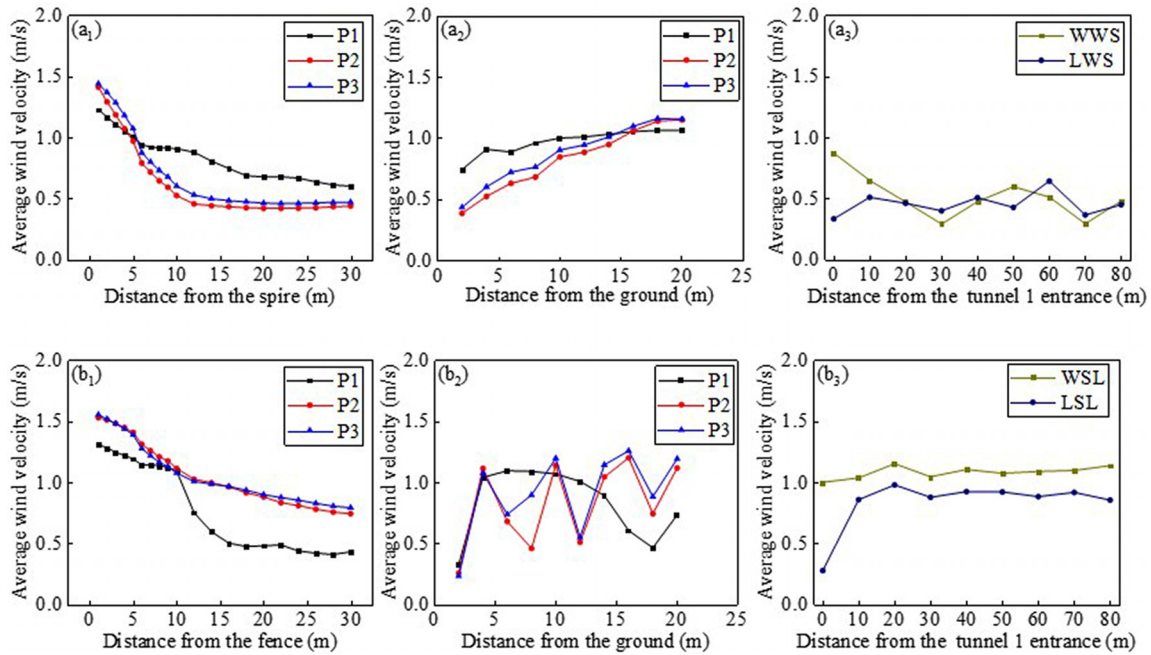 (a₁)
P1
P2
P3
Average wind velocity (m/s)
2.0
1.5
1.0
0.5
0.0
0 5 10 15 20 25 30
Distance from the spire (m)
(a₂)
P1
P2
P3
Average wind velocity (m/s)
2.0
1.5
1.0
0.5
0.0
0 5 10 15 20 25
Distance from the ground (m)
(a₃)
WWS
LWS
Average wind velocity (m/s)
2.0
1.5
1.0
0.5
0.0
0 10 20 30 40 50 60 70 80
Distance from the tunnel 1 entrance (m)
(b₁)
P1
P2
P3
Average wind velocity (m/s)
2.0
1.5
1.0
0.5
0.0
0 5 10 15 20 25 30
Distance from the fence (m)
(b₂)
P1
P2
P3
Average wind velocity (m/s)
2.0
1.5
1.0
0.5
0.0
0 5 10 15 20 25
Distance from the ground (m)
(b₃)
WSL
LSL
Average wind velocity (m/s)
2.0
1.5
1.0
0.5
0.0
0 10 20 30 40 50 60 70 80
Distance from the tunnel 1 entrance (m)